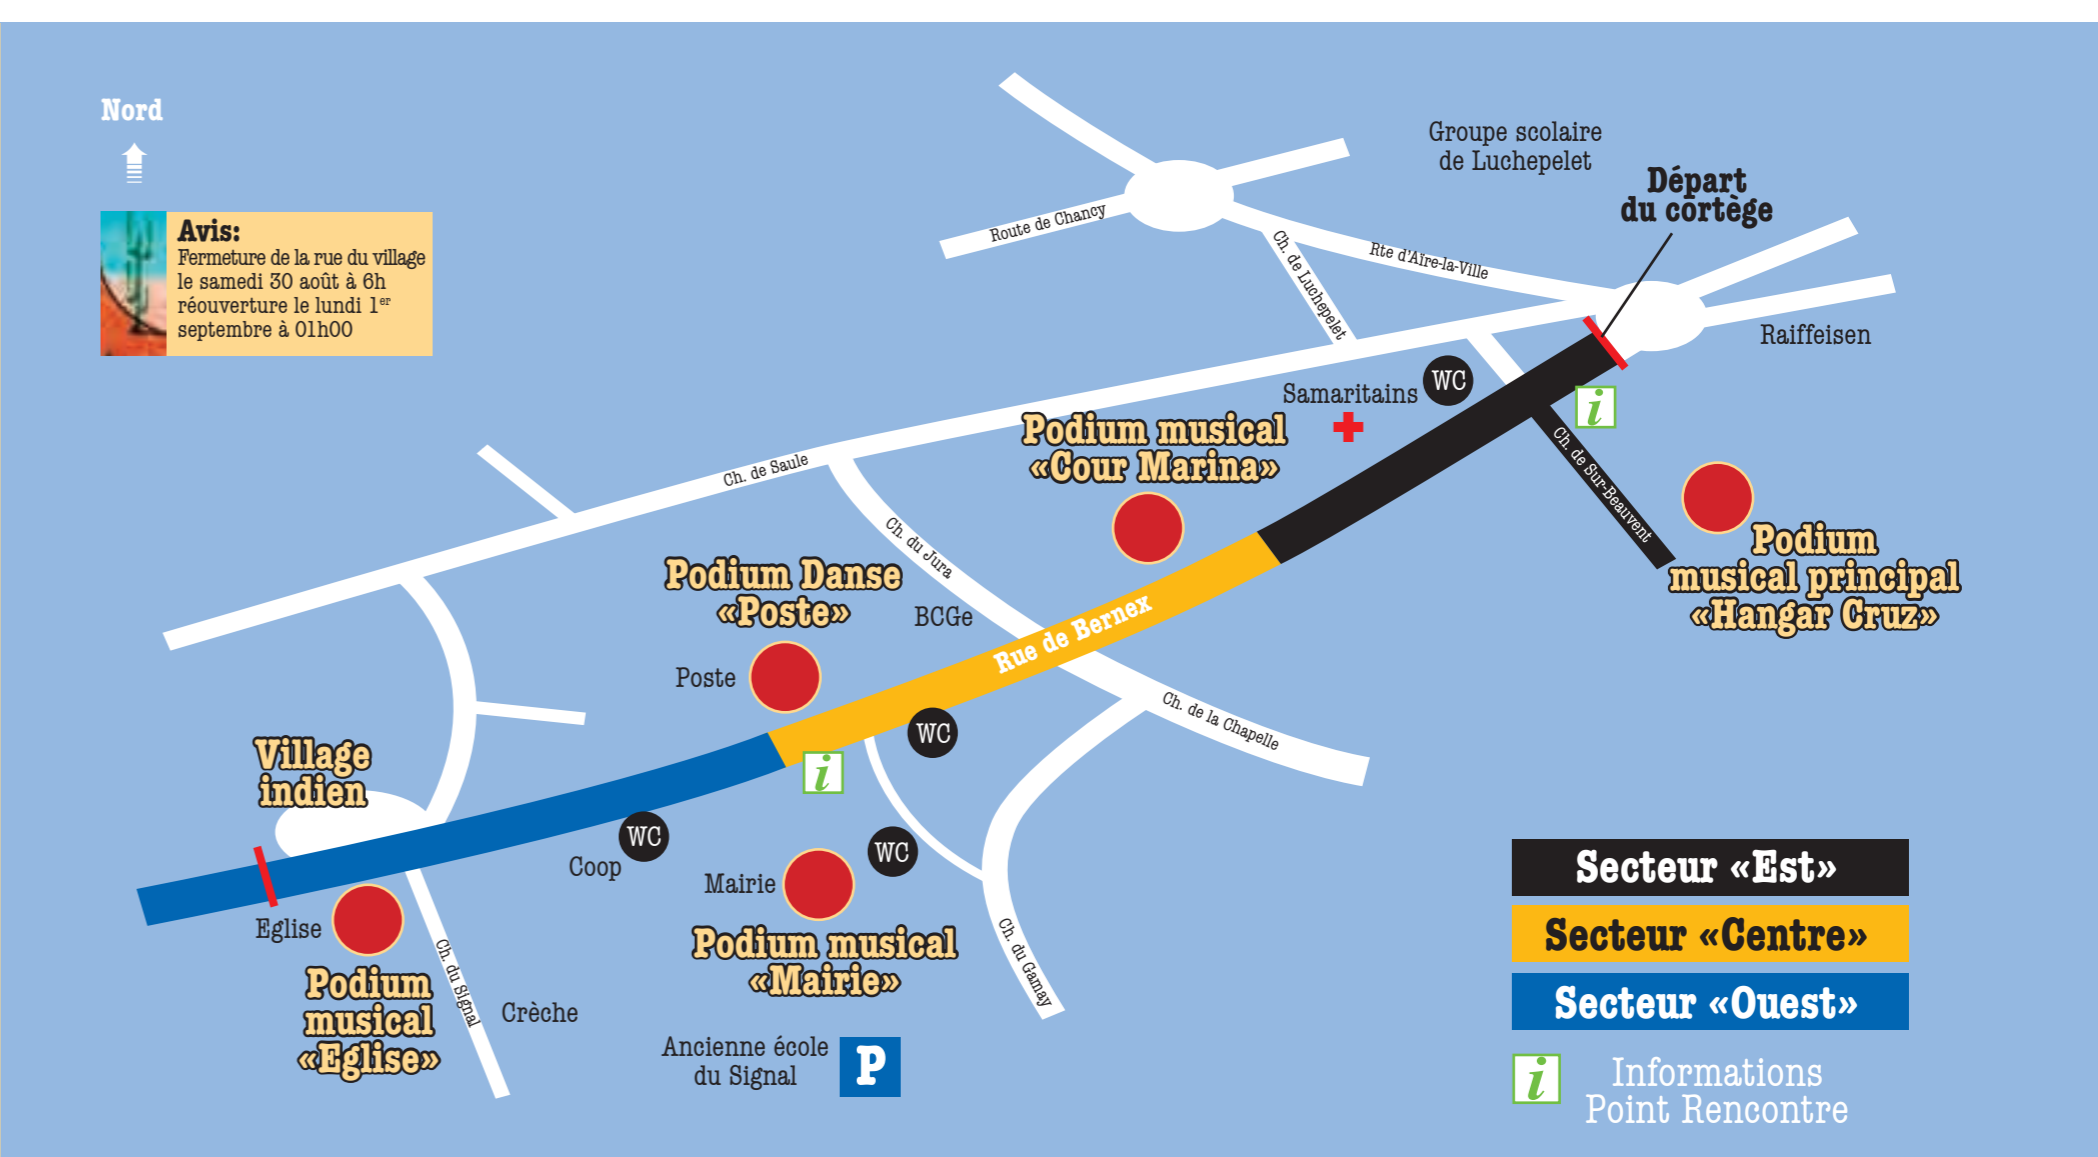 Nord
Avis:
Fermeture de la rue du village
le samedi 30 août à 6h
réouverture le lundi 1er
septembre à 01h00
Groupe scolaire
de Luchepelet
Départ
du cortège
Route de Chancy
Ch. de Luchepelet
Rte d'Aïre-la-Ville
Raiffeisen
Samaritains
WC
i
Podium musical
«Cour Marina»
Ch. de Sur-Beauvent
Podium
musical principal
«Hangar Cruz»
Ch. de Saule
Ch. du Jura
Podium Danse
«Poste»
BCGe
Poste
Rue de Bernex
Ch. de la Chapelle
WC
i
Village
indien
WC
Coop
WC
Mairie
Podium musical
«Mairie»
Eglise
Podium
musical
«Eglise»
Ch. du Signal
Crèche
Ch. du Gamay
Ancienne école
du Signal
P
Secteur «Est»
Secteur «Centre»
Secteur «Ouest»
i
Informations
Point Rencontre